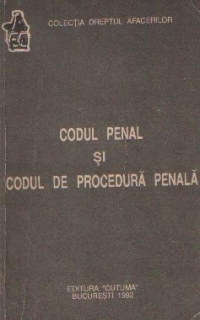 COLECȚIA DREPTUL AFACERILOR
CODUL PENAL
ȘI
CODUL DE PROCEDURĂ PENALĂ
EDITURA "CUTUMA"
BUCUREȘTI 1992